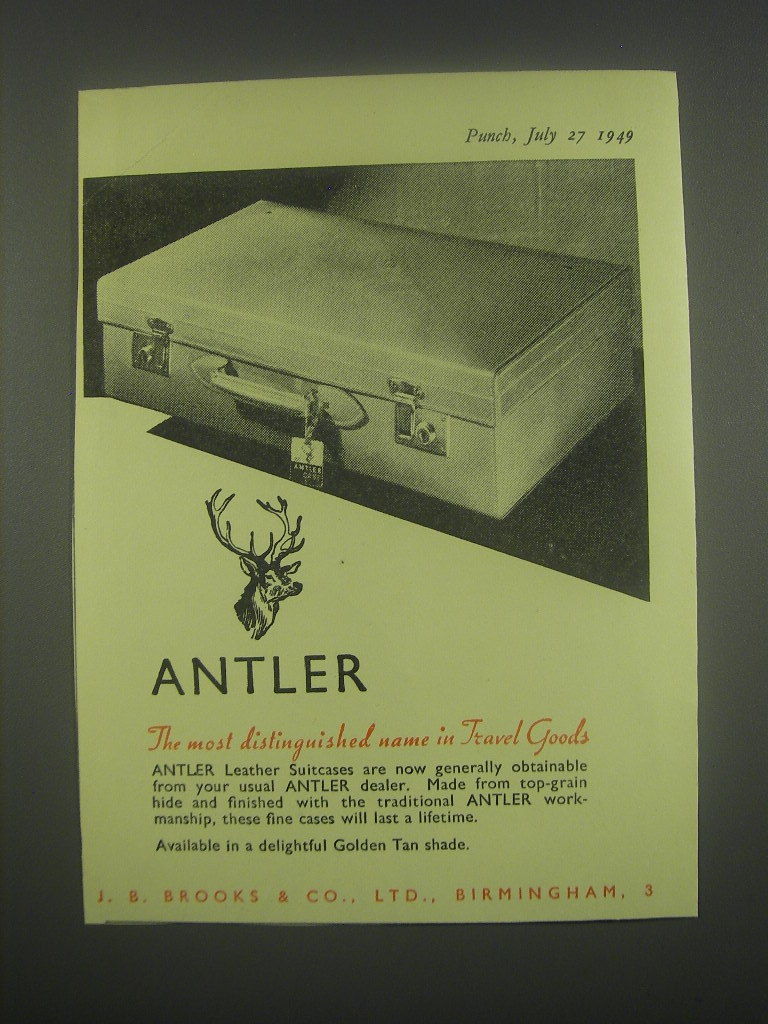 Punch, July 27 1949
ANTLER
ANTLER
The most distinguished name in Travel Goods
ANTLER Leather Suitcases are now generally obtainable
from your usual ANTLER dealer. Made from top-grain
hide and finished with the traditional ANTLER work-
manship, these fine cases will last a lifetime.
Available in a delightful Golden Tan shade.
J. B. BROOKS & CO., LTD., BIRMINGHAM, 3